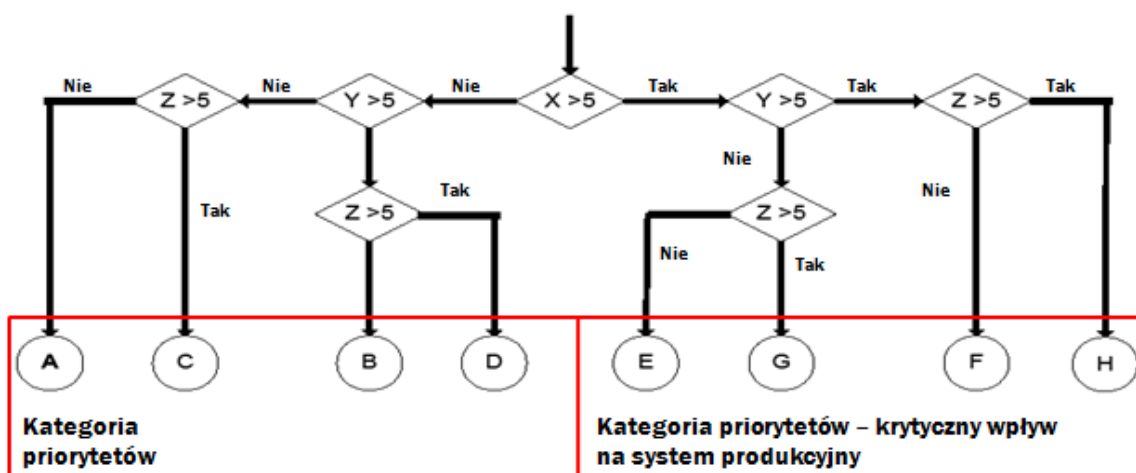 Nie
Nie
Nie
Tak
Tak
Tak
Z >5
Y >5
X >5
Y >5
Z >5
Nie
Tak
Tak
Nie
Z >5
Z >5
Nie
Tak
A
C
B
D
E
G
F
H
Kategoria
priorytetów
Kategoria priorytetów – krytyczny wpływ
na system produkcyjny